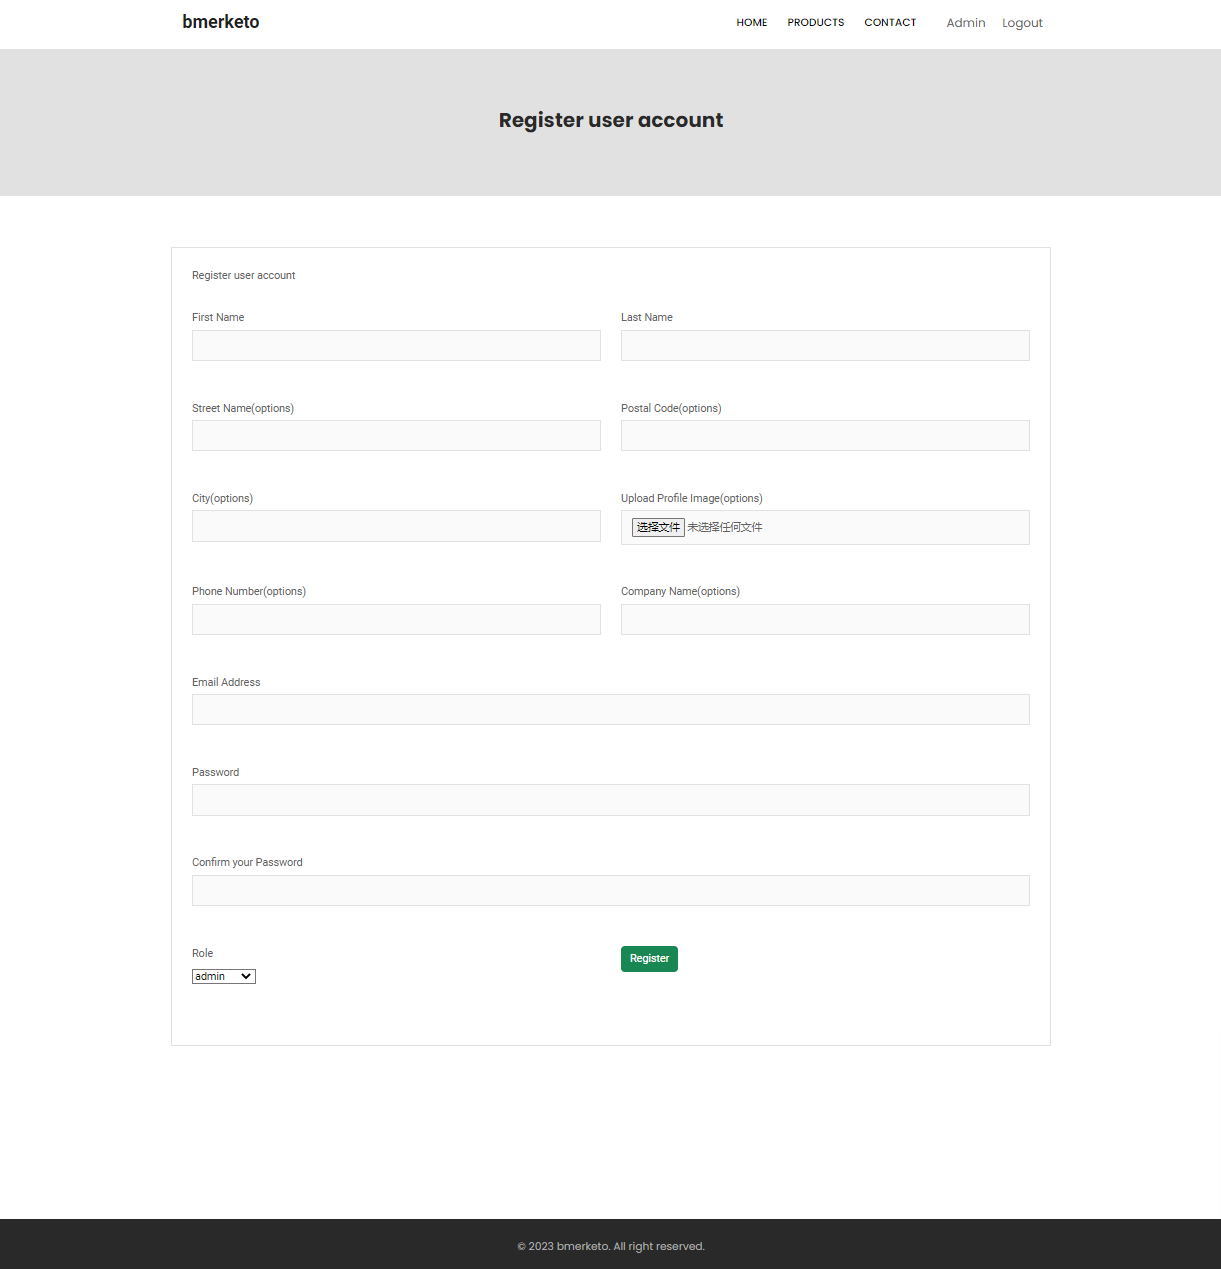 bmerketo
HOME PRODUCTS CONTACT Admin Logout
Register user account
Register user account
First Name Last Name
Street Name(options) Postal Code(options)
City(options) Upload Profile Image(options)
选择文件 未选择任何文件
Phone Number(options) Company Name(options)
Email Address
Password
Confirm your Password
Role
Register
admin
© 2023 bmerketo. All right reserved.